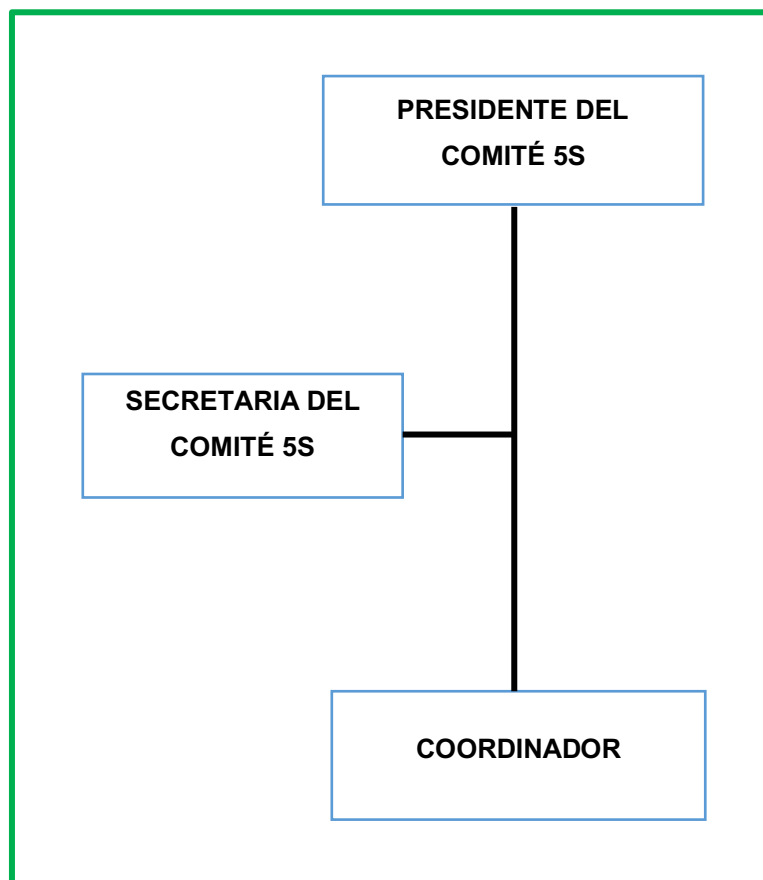 PRESIDENTE DEL
COMITÉ 5S
SECRETARIA DEL
COMITÉ 5S
COORDINADOR